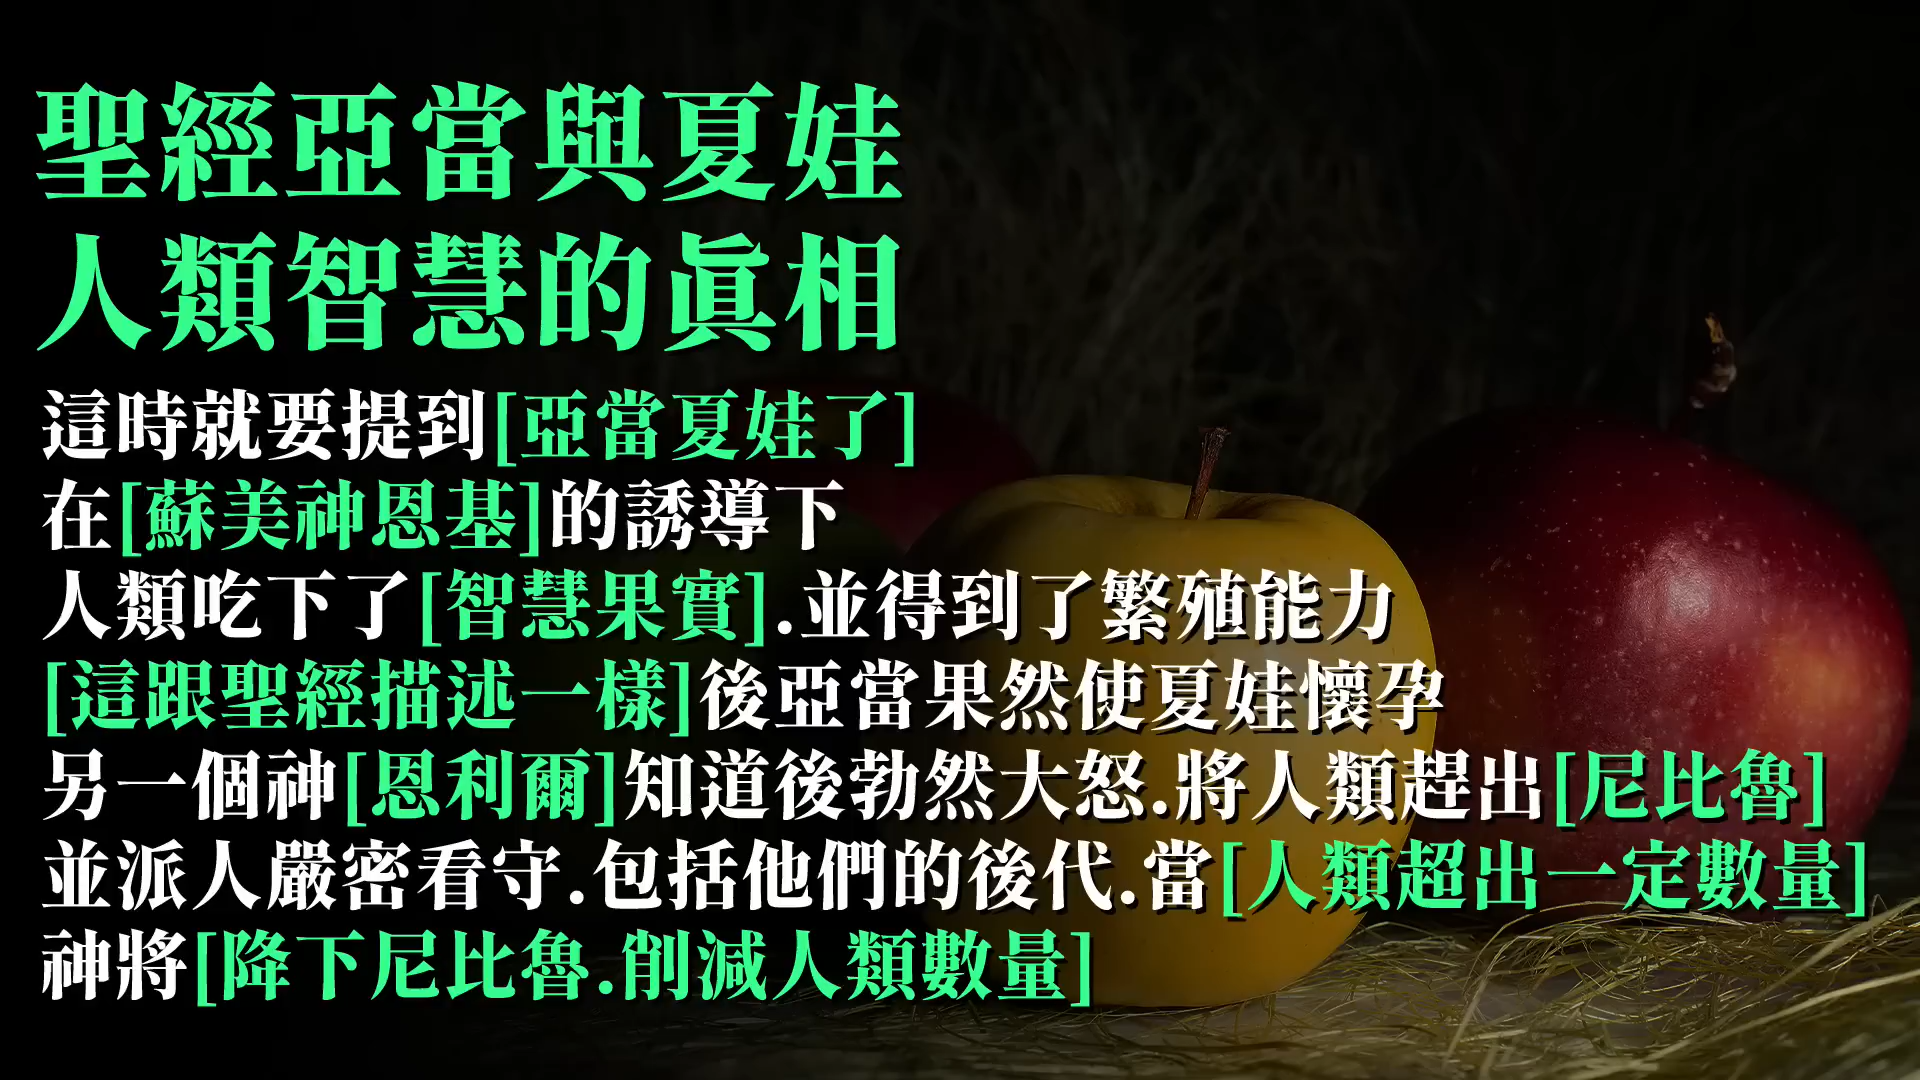 聖經亞當與夏娃
人類智慧的眞相
這時就要提到[亞當夏娃了]
在[蘇美神恩基]的誘導下
人類吃下了[智慧果實].並得到了繁殖能力
[這跟聖經描述一樣]後亞當果然使夏娃懷孕
另一個神[恩利爾]知道後勃然大怒.將人類趕出[尼比魯]
並派人嚴密看守.包括他們的後代.當[人類超出一定數量]
神將[降下尼比魯.削減人類數量]